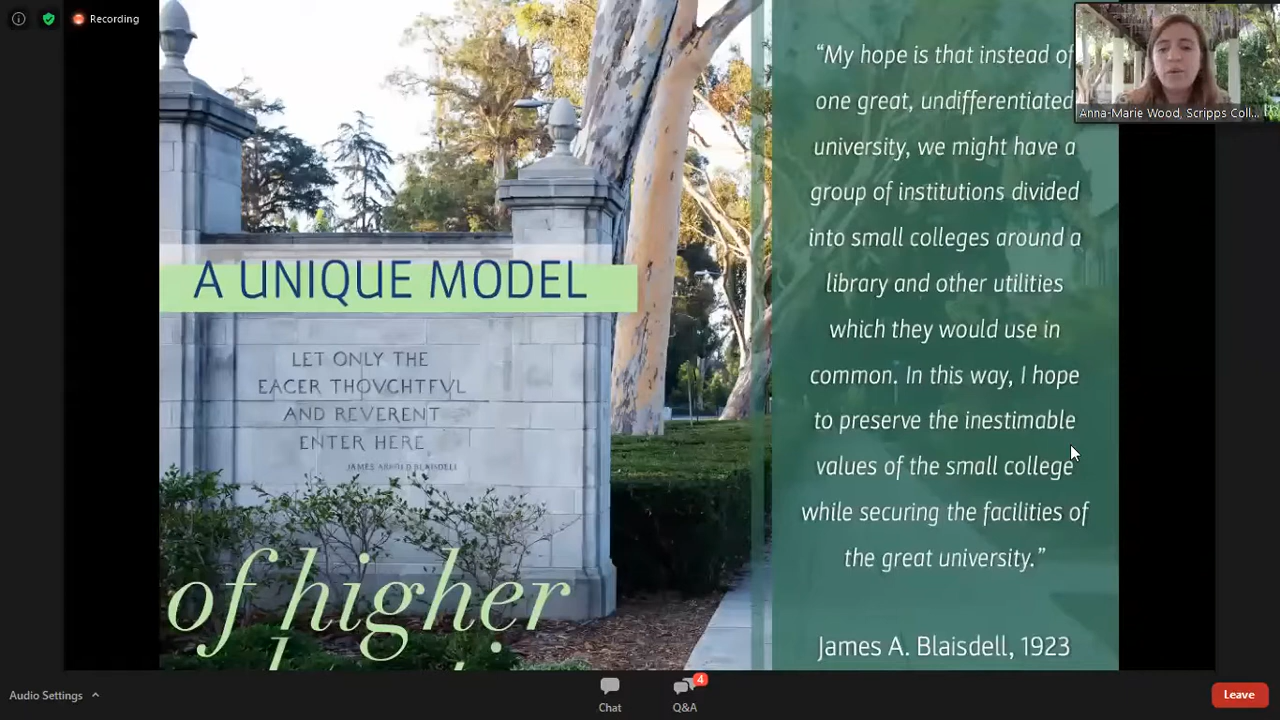 Recording
“My hope is that instead of
one great, undifferentiated
university, we might have a
group of institutions divided
into small colleges around a
library and other utilities
which they would use in
common. In this way, I hope
to preserve the inestimable
values of the small college
while securing the facilities of
the great university.”
James A. Blaisdell, 1923
Anna-Marie Wood, Scripps Coll...
A UNIQUE MODEL
LET ONLY THE
EAGER THOVCHTFVL
AND REVERENT
ENTER HERE
JAMES ARNOLD BLAISDELL
of higher
Audio Settings
Chat
4
Q&A
Leave